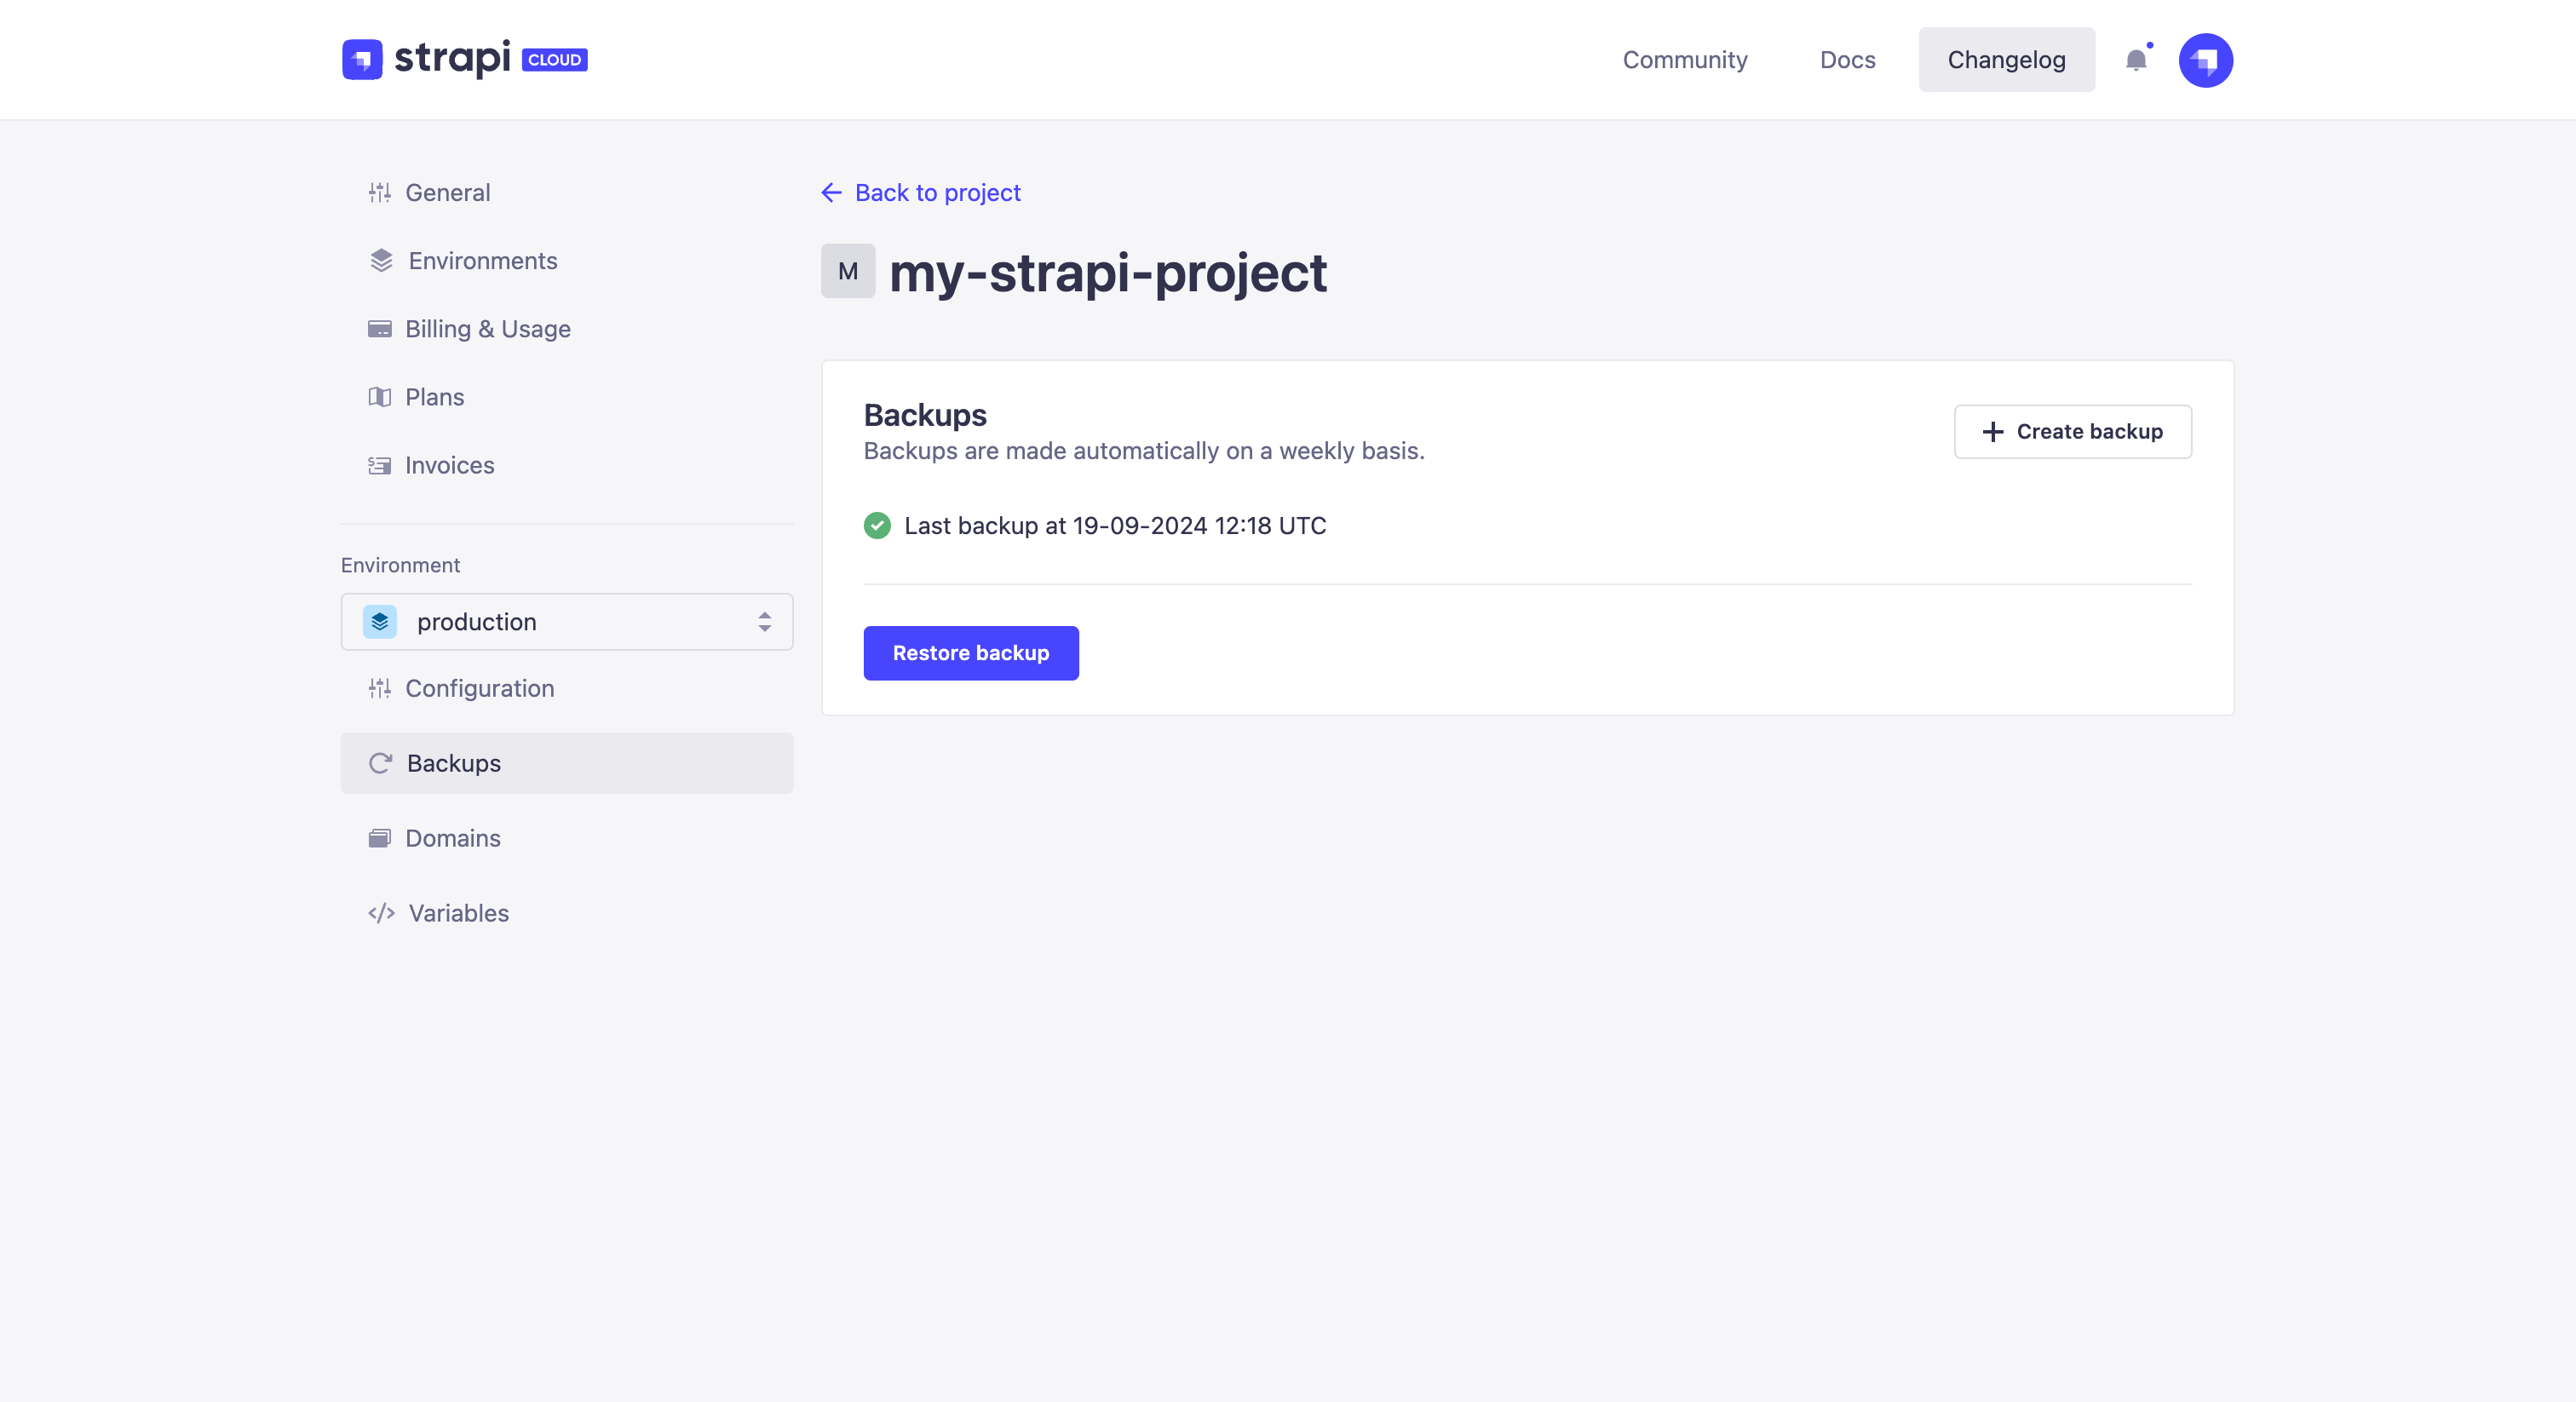 strapi CLOUD
Community
Docs
Changelog
General
Environments
Billing & Usage
Plans
Invoices
Environment
production
Configuration
Backups
Domains
Variables
Back to project
M my-strapi-project
Backups
Backups are made automatically on a weekly basis.
Create backup
Last backup at 19-09-2024 12:18 UTC
Restore backup